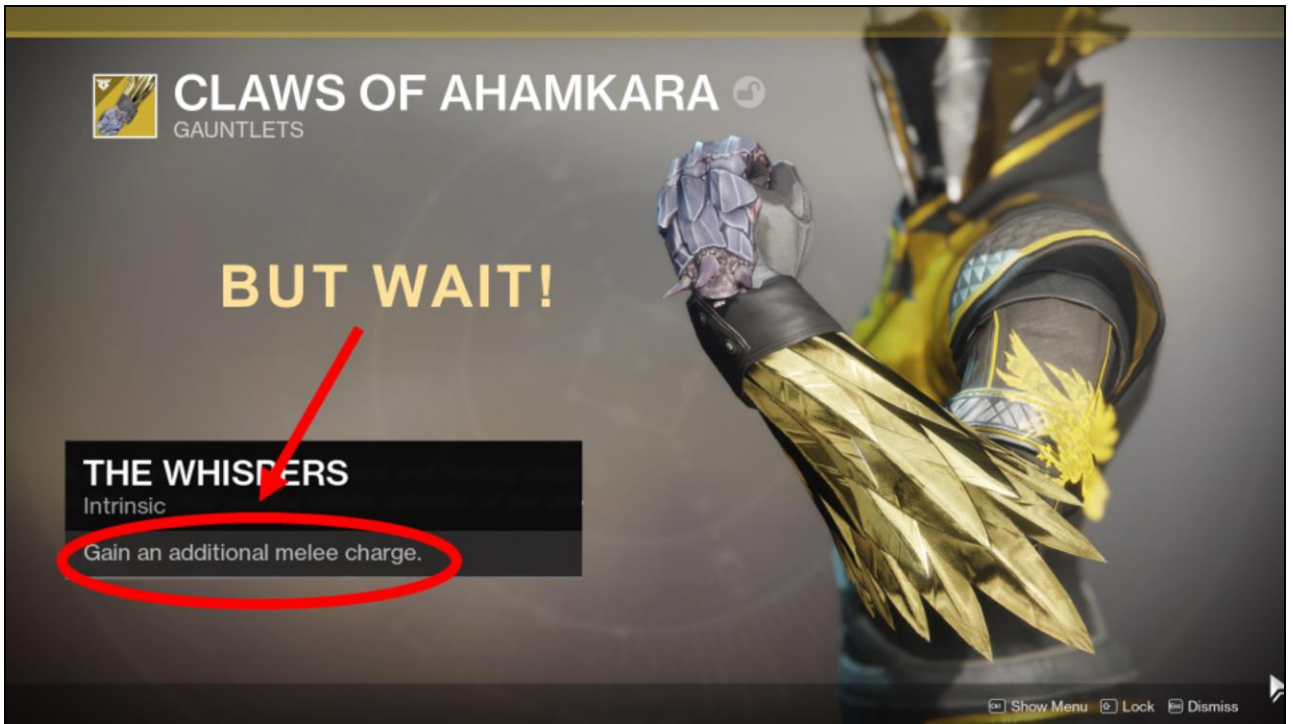 CLAWS OF AHAMKARA
GAUNTLETS
BUT WAIT!
THE WHISPERS
Intrinsic
Gain an additional melee charge.
Show Menu Lock Dismiss